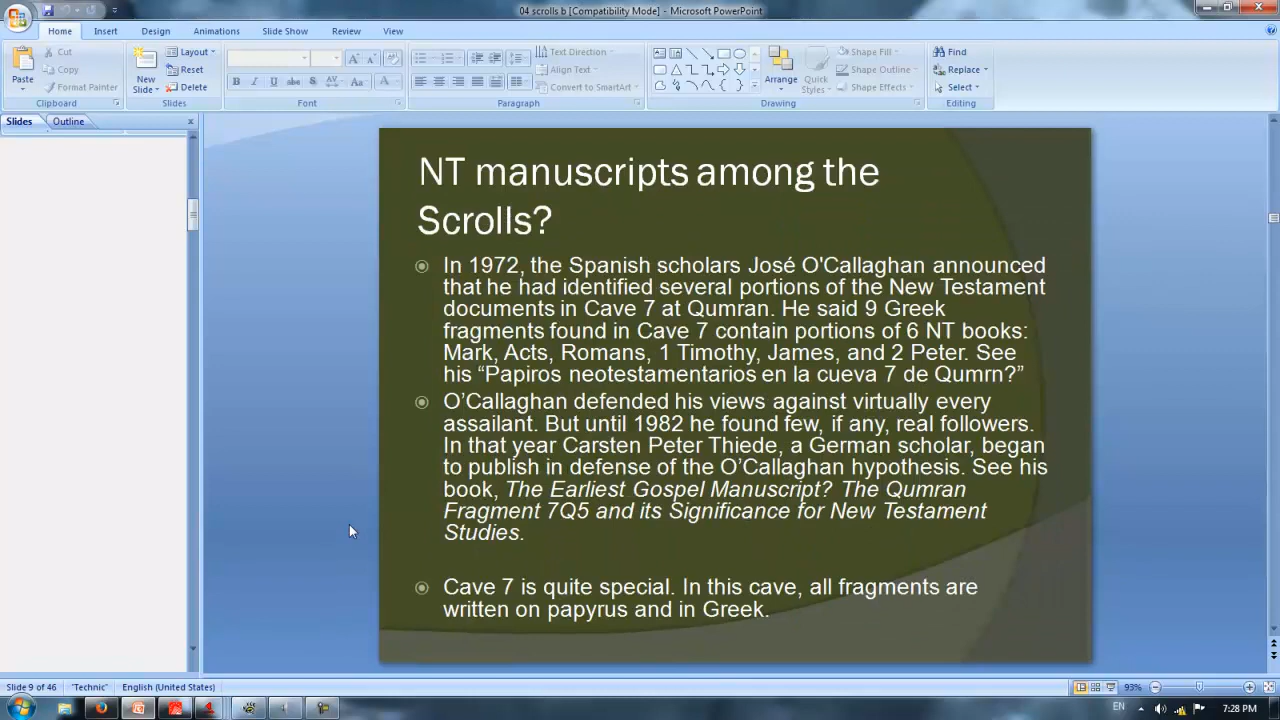 04 scrolls b [Compatibility Mode] - Microsoft PowerPoint
Home Insert Design Animations Slide Show Review View
Paste
Cut
Copy
Format Painter
Clipboard
New Slide
Layout
Reset
Delete
Slides
B I U abc S AV Aa A
Font
Text Direction
Align Text
Convert to SmartArt
Paragraph
Arrange
Quick Styles
Shape Fill
Shape Outline
Shape Effects
Drawing
Find
Replace
Select
Editing
Slides Outline
NT manuscripts among the
Scrolls?
In 1972, the Spanish scholars José O'Callaghan announced
that he had identified several portions of the New Testament
documents in Cave 7 at Qumran. He said 9 Greek
fragments found in Cave 7 contain portions of 6 NT books:
Mark, Acts, Romans, 1 Timothy, James, and 2 Peter. See
his “Papiros neotestamentarios en la cueva 7 de Qumrn?”
O’Callaghan defended his views against virtually every
assailant. But until 1982 he found few, if any, real followers.
In that year Carsten Peter Thiede, a German scholar, began
to publish in defense of the O’Callaghan hypothesis. See his
book, The Earliest Gospel Manuscript? The Qumran
Fragment 7Q5 and its Significance for New Testament
Studies.
Cave 7 is quite special. In this cave, all fragments are
written on papyrus and in Greek.
Slide 9 of 46 "Technic" English (United States) 93%
EN 7:28 PM